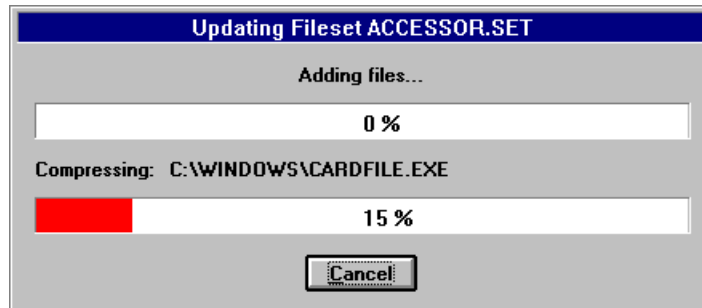 Updating Fileset ACCESSOR.SET
Adding files...
0 %
Compressing: C:\WINDOWS\CARDFILE.EXE
15 %
Cancel